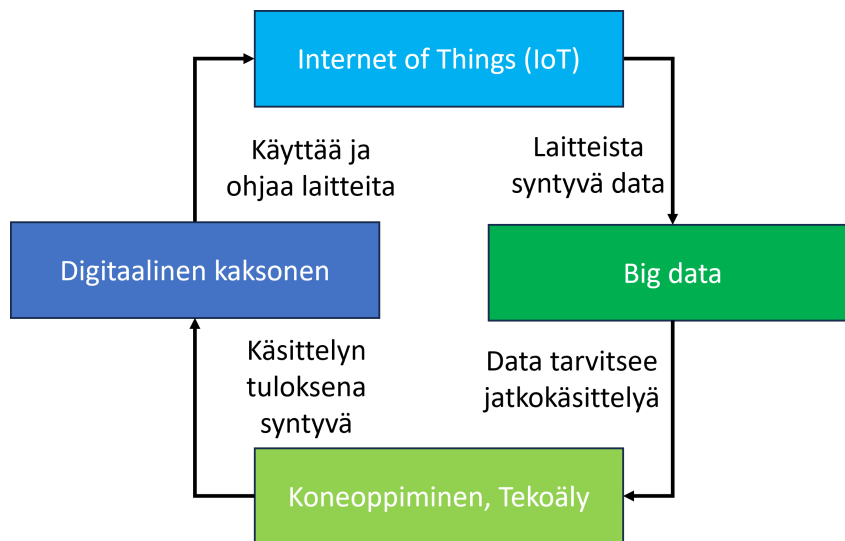 Internet of Things (IoT)
Käyttää ja
ohjaa laitteita
Laitteista
syntyvä data
Digitaalinen kaksonen
Big data
Käsittelyn
tuloksena
syntyvä
Data tarvitsee
jatkokäsittelyä
Koneoppiminen, Tekoäly